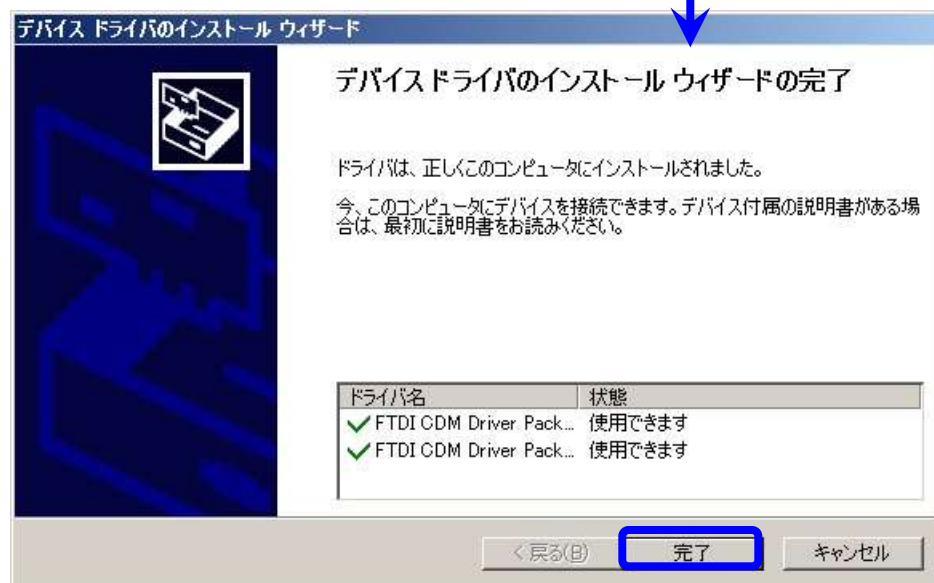 デバイス ドライバのインストール ウィザード
デバイス ドライバのインストール ウィザードの完了
ドライバは、正しくこのコンピュータにインストールされました。
今、このコンピュータにデバイスを接続できます。デバイス付属の説明書がある場
合は、最初に説明書をお読みください。
ドライバ名 状態
FTDI CDM Driver Pack... 使用できます
FTDI CDM Driver Pack... 使用できます
< 戻る(B) 完了 キャンセル